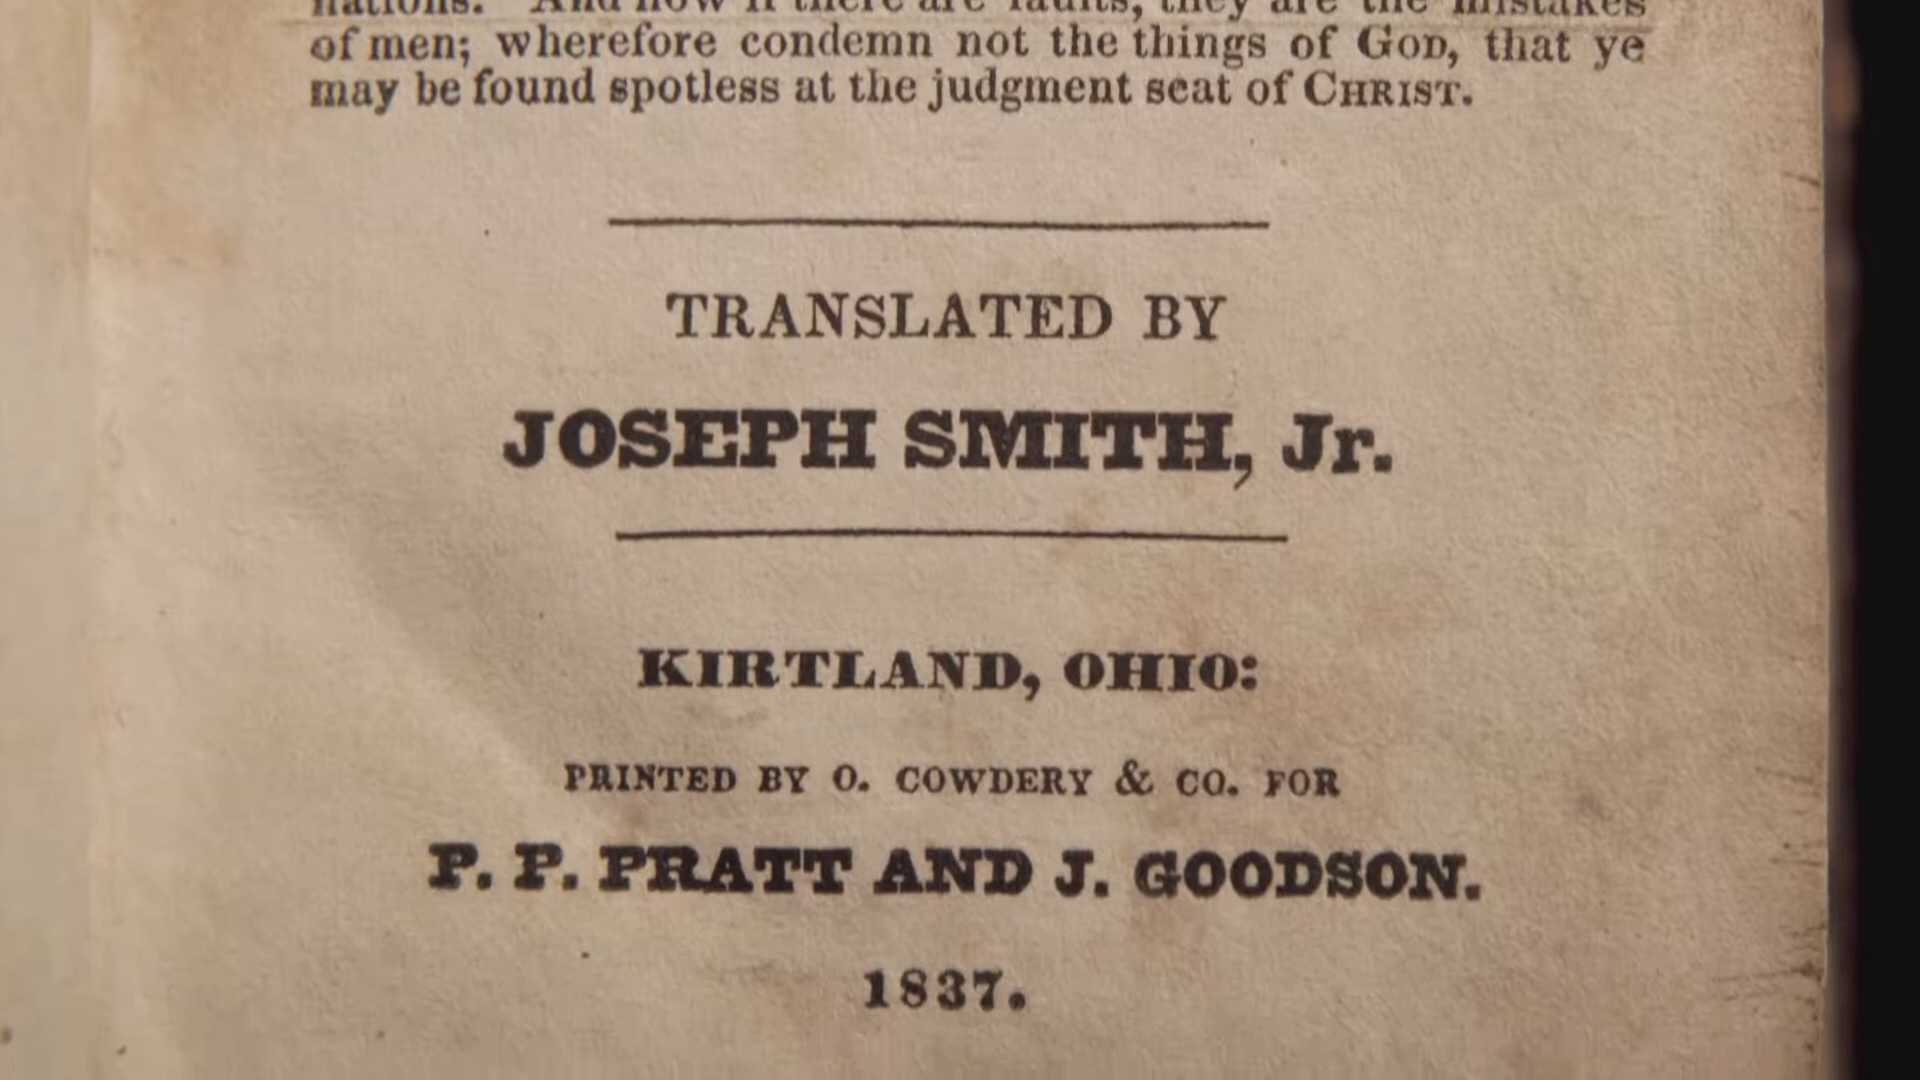 nations. And now if there are faults, they are the mistakes
of men; wherefore condemn not the things of GOD, that ye
may be found spotless at the judgment seat of CHRIST.
TRANSLATED BY
JOSEPH SMITH, Jr.
KIRTLAND, OHIO:
PRINTED BY O. COWDERY & CO. FOR
P. P. PRATT AND J. GOODSON.
1837.